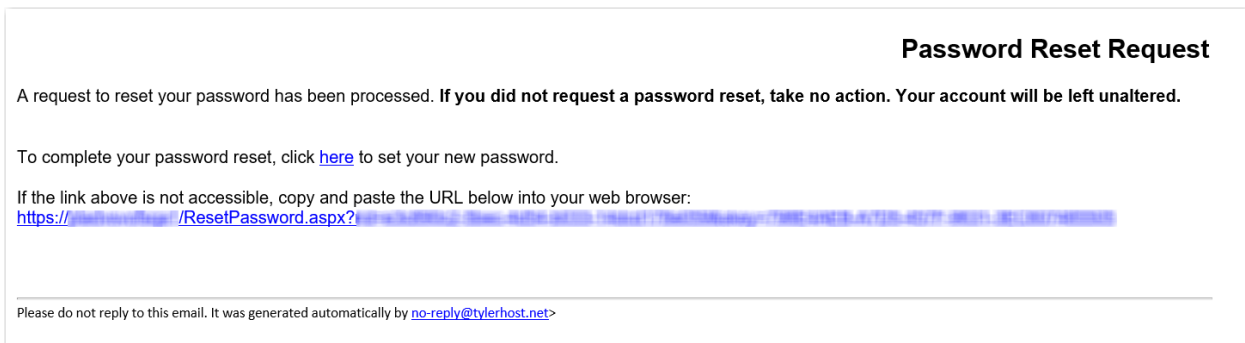 Password Reset Request
A request to reset your password has been processed. If you did not request a password reset, take no action. Your account will be left unaltered.
To complete your password reset, click here to set your new password.
If the link above is not accessible, copy and paste the URL below into your web browser:
https:// /ResetPassword.aspx?
Please do not reply to this email. It was generated automatically by no-reply@tylerhost.net>